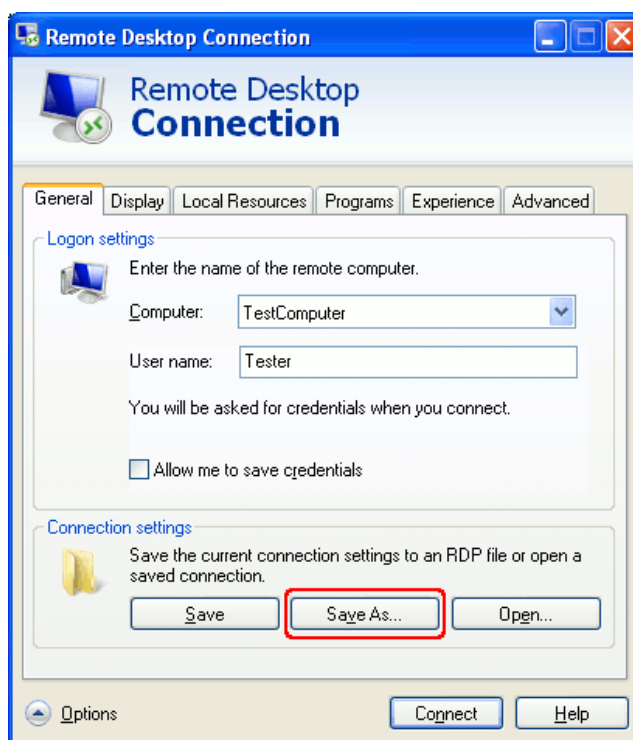 Remote Desktop Connection
Remote Desktop
Connection
General Display Local Resources Programs Experience Advanced
Logon settings
Enter the name of the remote computer.
Computer: TestComputer
User name: Tester
You will be asked for credentials when you connect.
Allow me to save credentials
Connection settings
Save the current connection settings to an RDP file or open a
saved connection.
Save Save As... Open...
Options Connect Help